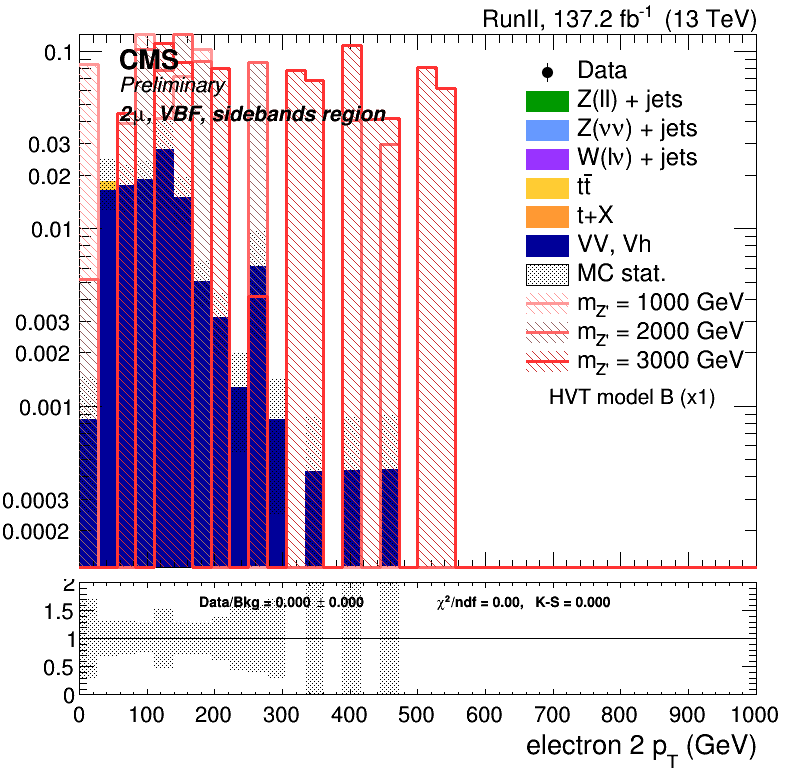 RunII, 137.2 fb⁻¹ (13 TeV)
CMS
Preliminary
2μ, VBF, sidebands region
0.1
0.03
0.02
0.01
0.003
0.002
0.001
0.0003
0.0002
Data
Z(ll) + jets
Z(νν) + jets
W(lν) + jets
tt̄
t+X
VV, Vh
MC stat.
m_Z' = 1000 GeV
m_Z' = 2000 GeV
m_Z' = 3000 GeV
HVT model B (x1)
2
1.5
1
0.5
0
Data/Bkg = 0.000 ± 0.000 χ²/ndf = 0.00, K-S = 0.000
0 100 200 300 400 500 600 700 800 900 1000
electron 2 p_T (GeV)